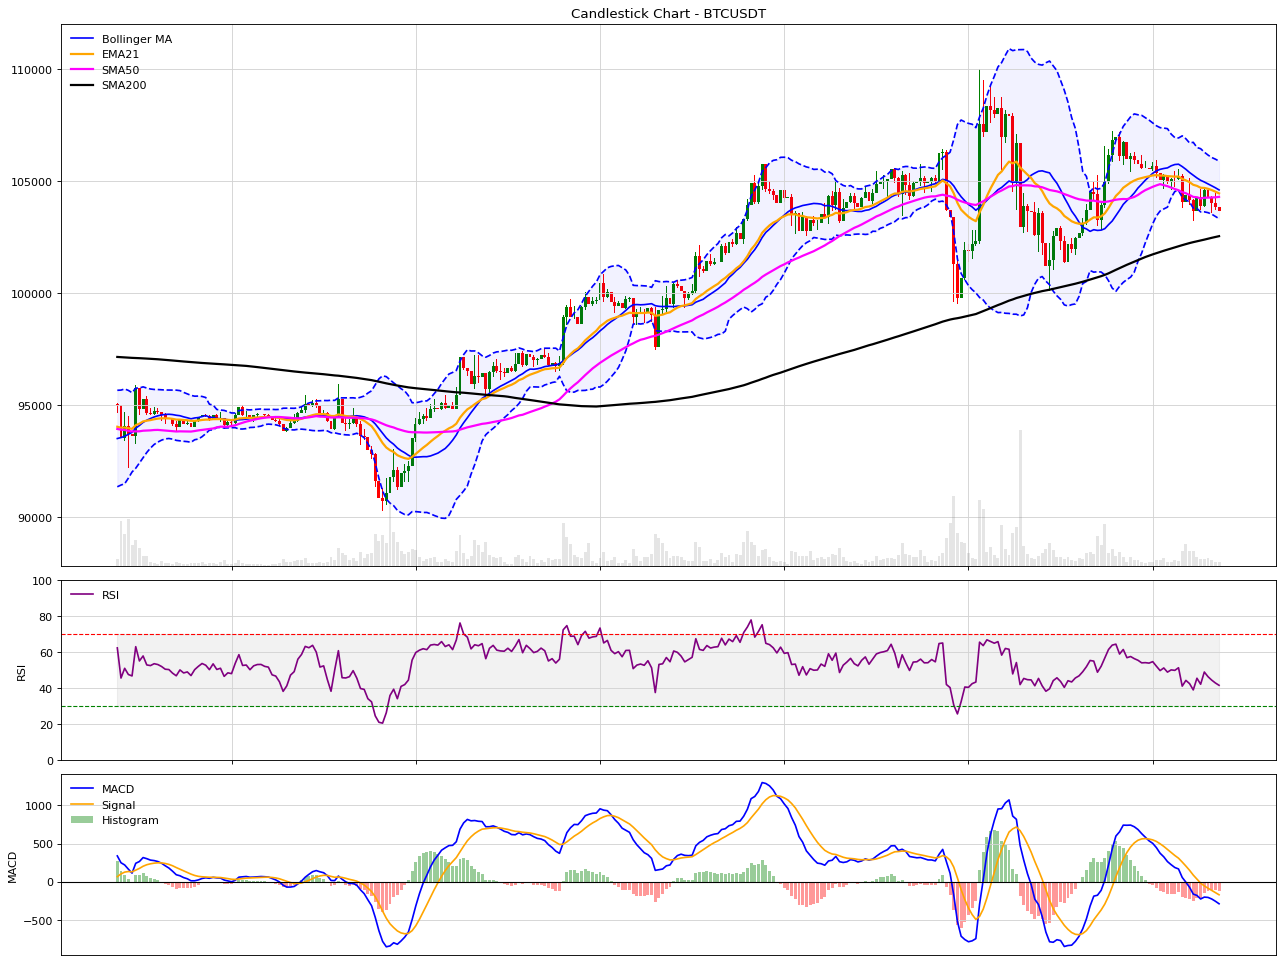 Candlestick Chart - BTCUSDT
Bollinger MA
EMA21
SMA50
SMA200
110000
105000
100000
95000
90000
RSI
100
80
60
40
20
0
RSI
MACD
Signal
Histogram
1000
500
0
−500
MACD